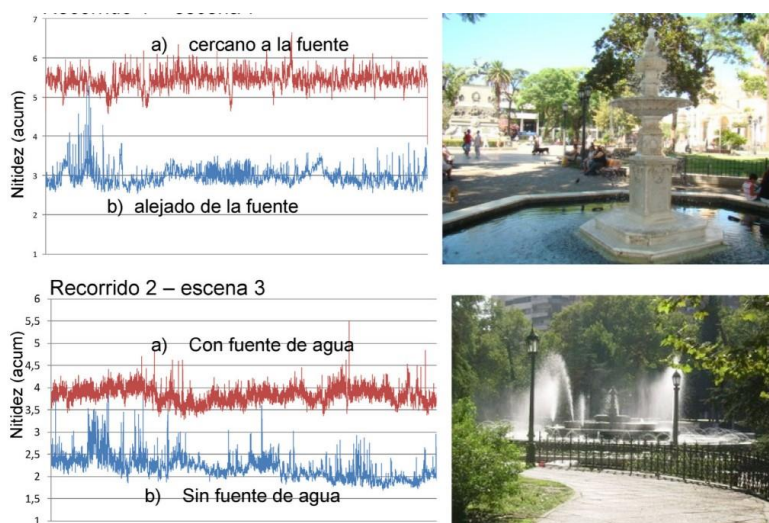 7
6
a) cercano a la fuente
5
4
3
b) alejado de la fuente
2
1
Nitidez (acum)
Recorrido 2 – escena 3
6
5,5
a) Con fuente de agua
5
4,5
4
3,5
3
2,5
2
1,5
b) Sin fuente de agua
1
Nitidez (acum)